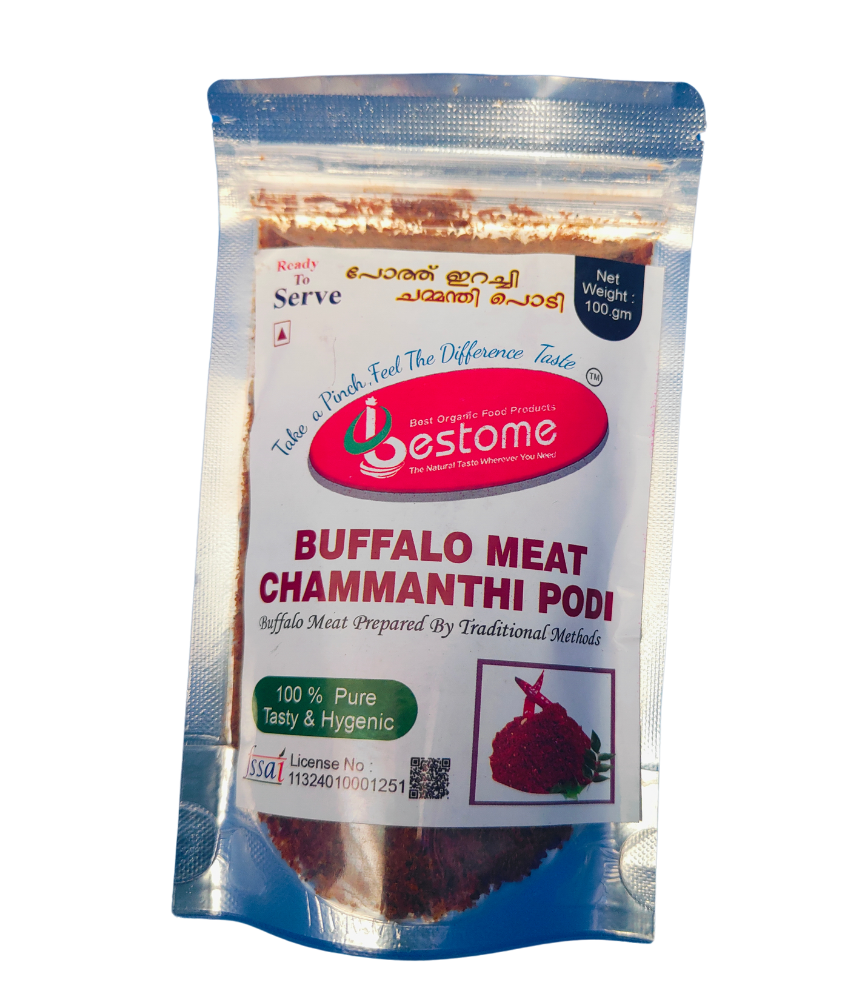 Ready
To
Serve
പോത്ത് ഇറച്ചി
ചമ്മന്തി പൊടി
Net
Weight :
100.gm
Take a Pinch,Feel The Difference Taste
TM
Best Organic Food Products
Bestome
The Natural Taste Wherever You Need
BUFFALO MEAT
CHAMMANTHI PODI
Buffalo Meat Prepared By Traditional Methods
100 % Pure
Tasty & Hygenic
fssai
License No :
11324010001251